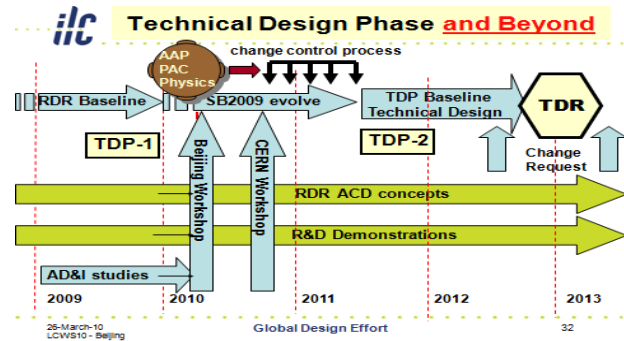 ilc
Technical Design Phase and Beyond
AAP
PAC
Physics
change control process
RDR Baseline
SB2009 evolve
TDP Baseline
Technical Design
TDR
TDP-1
TDP-2
Beijing Workshop
CERN Workshop
Change
Request
RDR ACD concepts
R&D Demonstrations
AD&I studies
2009
2010
2011
2012
2013
26-March-10
LCWS10 - Beijing
Global Design Effort
32